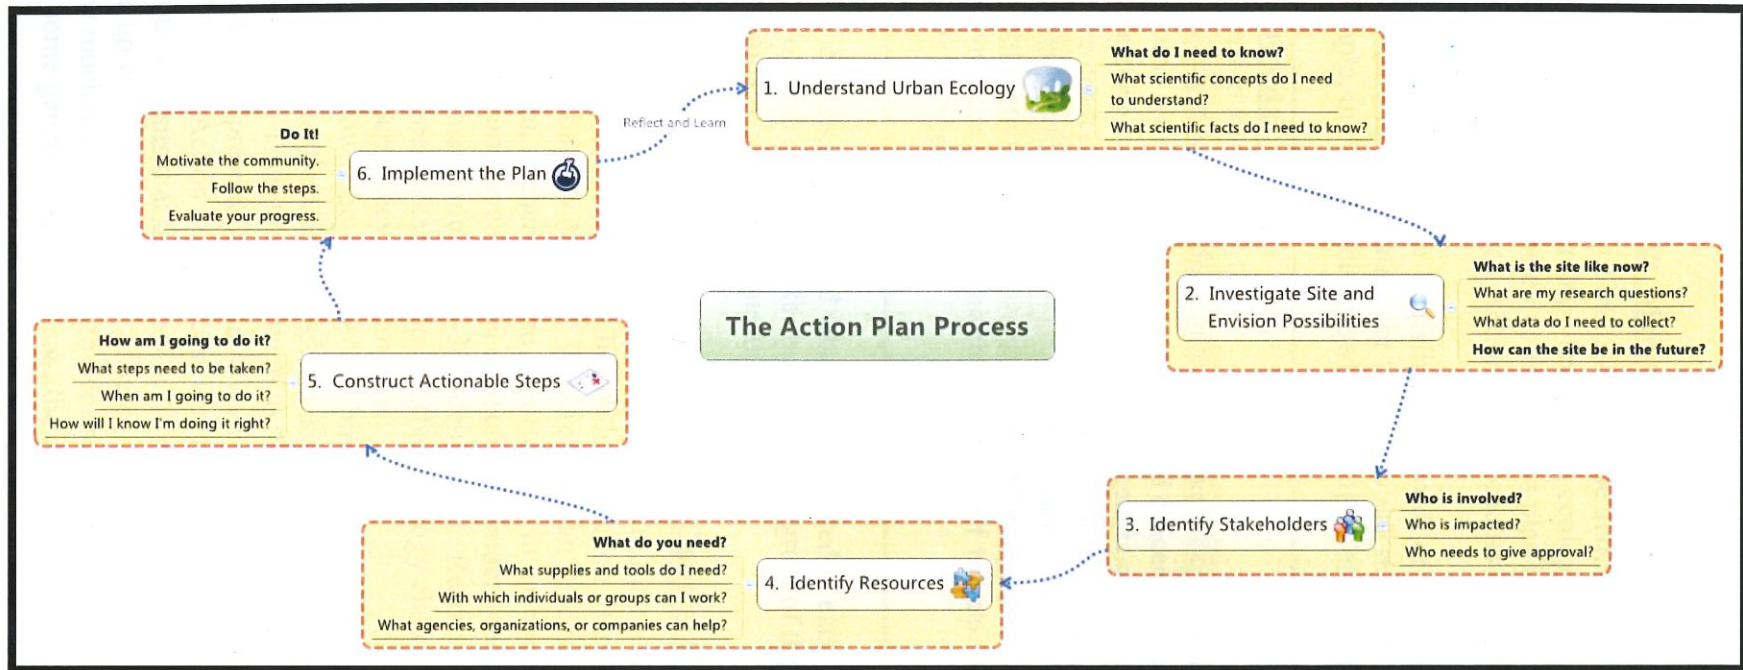 The Action Plan Process
1. Understand Urban Ecology
What do I need to know?
What scientific concepts do I need
to understand?
What scientific facts do I need to know?
2. Investigate Site and
Envision Possibilities
What is the site like now?
What are my research questions?
What data do I need to collect?
How can the site be in the future?
3. Identify Stakeholders
Who is involved?
Who is impacted?
Who needs to give approval?
4. Identify Resources
What do you need?
What supplies and tools do I need?
With which individuals or groups can I work?
What agencies, organizations, or companies can help?
5. Construct Actionable Steps
How am I going to do it?
What steps need to be taken?
When am I going to do it?
How will I know I'm doing it right?
6. Implement the Plan
Do It!
Motivate the community.
Follow the steps.
Evaluate your progress.
Reflect and Learn